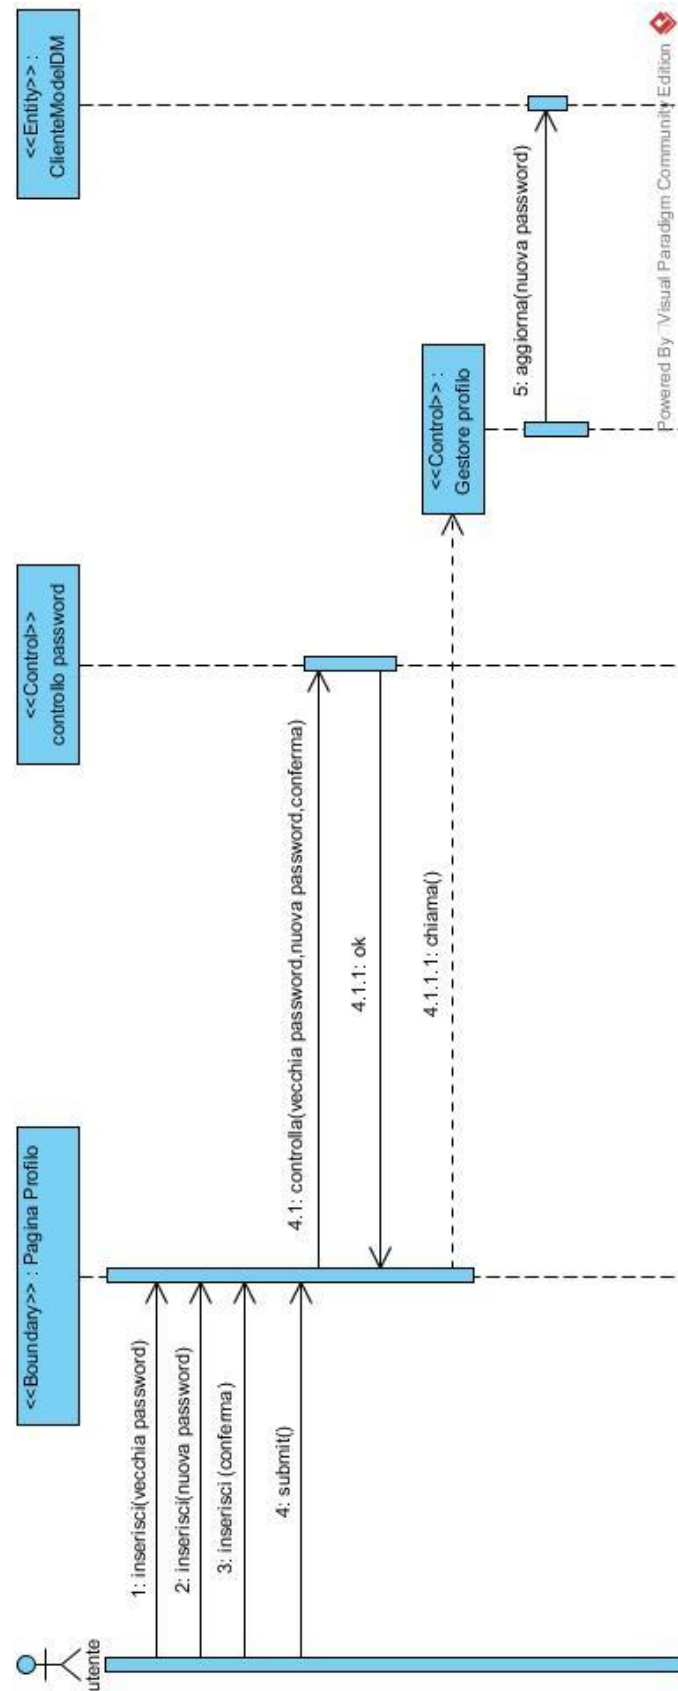 utente
<<Boundary>> : Pagina Profilo
<<Control>>
controllo password
<<Entity>> :
ClienteModelDM
1: inserisci(vecchia password)
2: inserisci(nuova password)
3: inserisci (conferma)
4: submit()
4.1: controlla(vecchia password,nuova password,conferma)
4.1.1: ok
4.1.1.1: chiama()
<<Control>> :
Gestore profilo
5: aggiorna(nuova password)
Powered By Visual Paradigm Community Edition